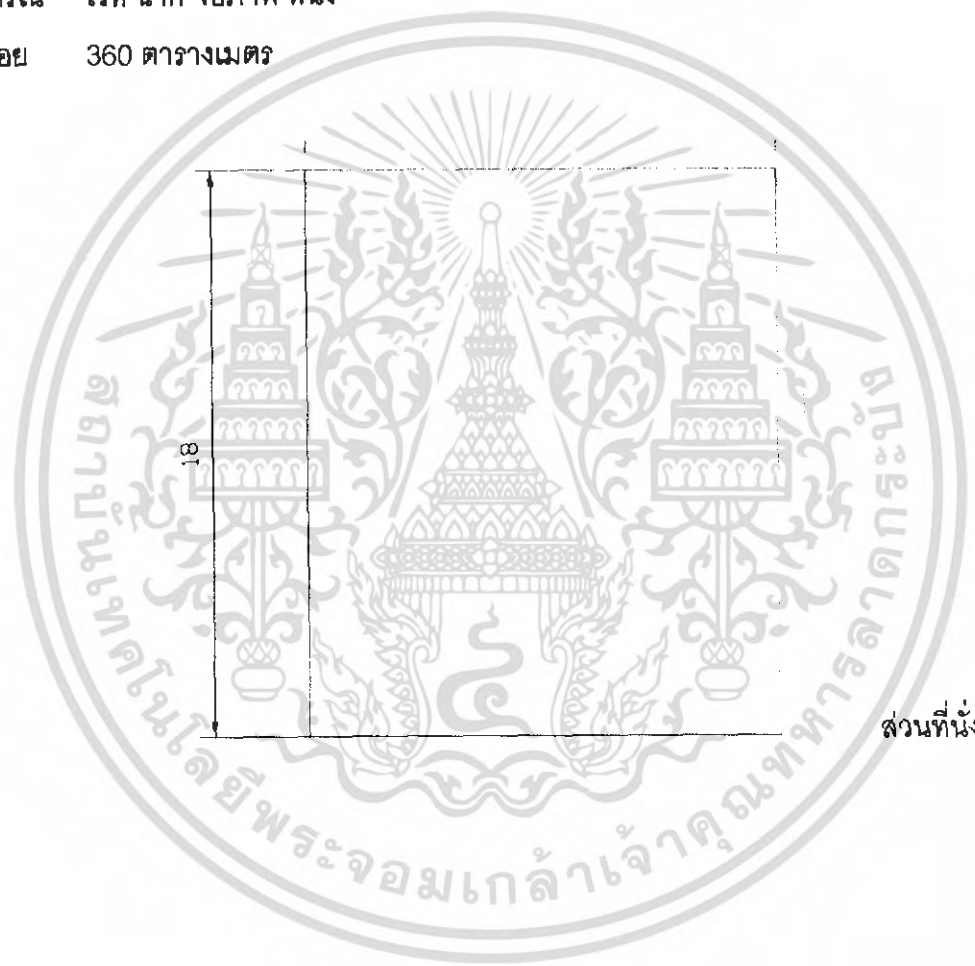 360 ตารางเมตร
18
ส่วนที่นั่ง
สถาบันเทคโนโลยีพระจอมเกล้าเจ้าคุณทหารลาดกระบัง